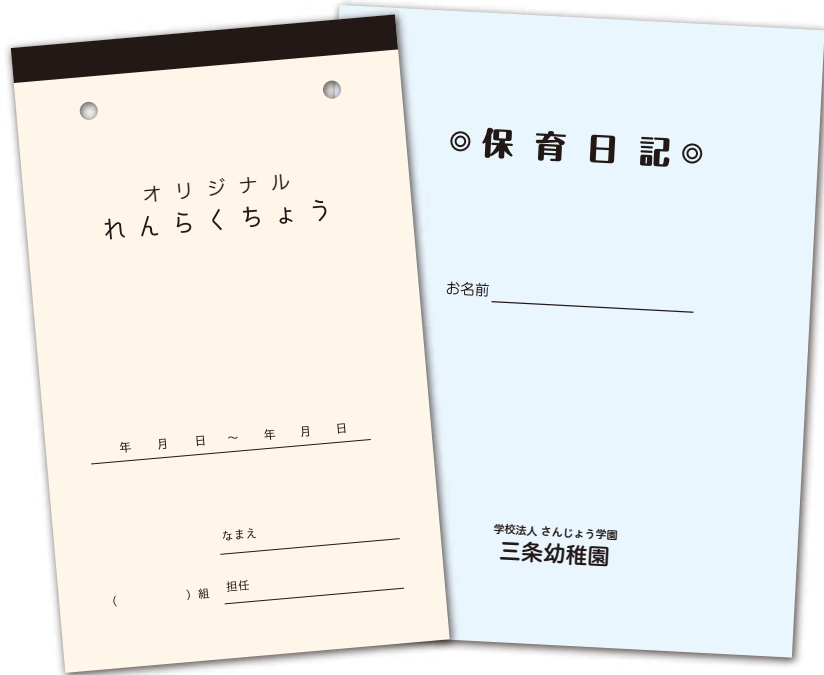 オリジナル
れんらくちょう
年 月 日 ～ 年 月 日
なまえ
（ ）組 担任
◎保育日記◎
お名前
学校法人 さんじょう学園
三条幼稚園